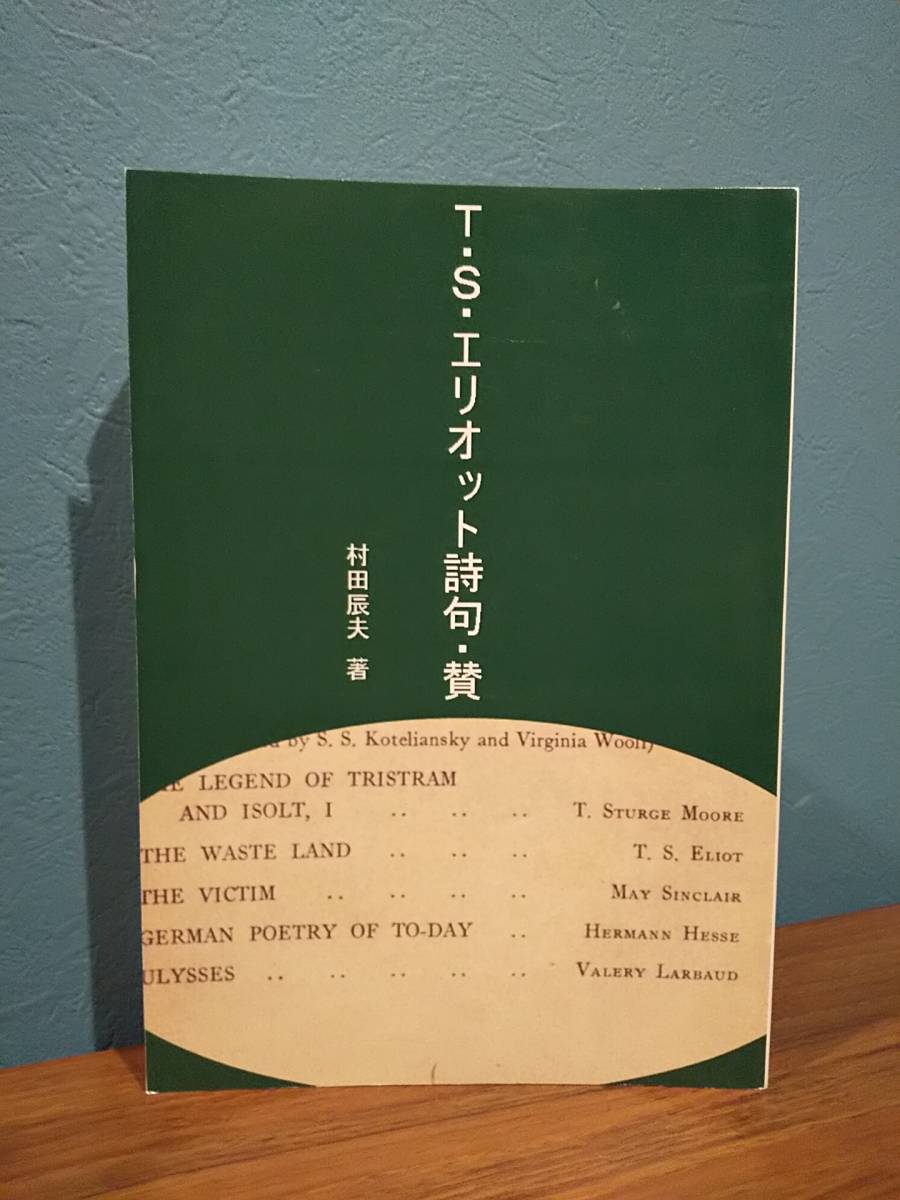 T・S・エリオット詩句・賛
村田辰夫 著
by S. S. Koteliansky and Virginia Woolf)
LEGEND OF TRISTRAM
AND ISOLT, I .. .. .. T. STURGE MOORE
THE WASTE LAND .. .. .. T. S. ELIOT
THE VICTIM .. .. .. .. MAY SINCLAIR
GERMAN POETRY OF TO-DAY .. HERMANN HESSE
ULYSSES .. .. .. .. .. VALERY LARBAUD